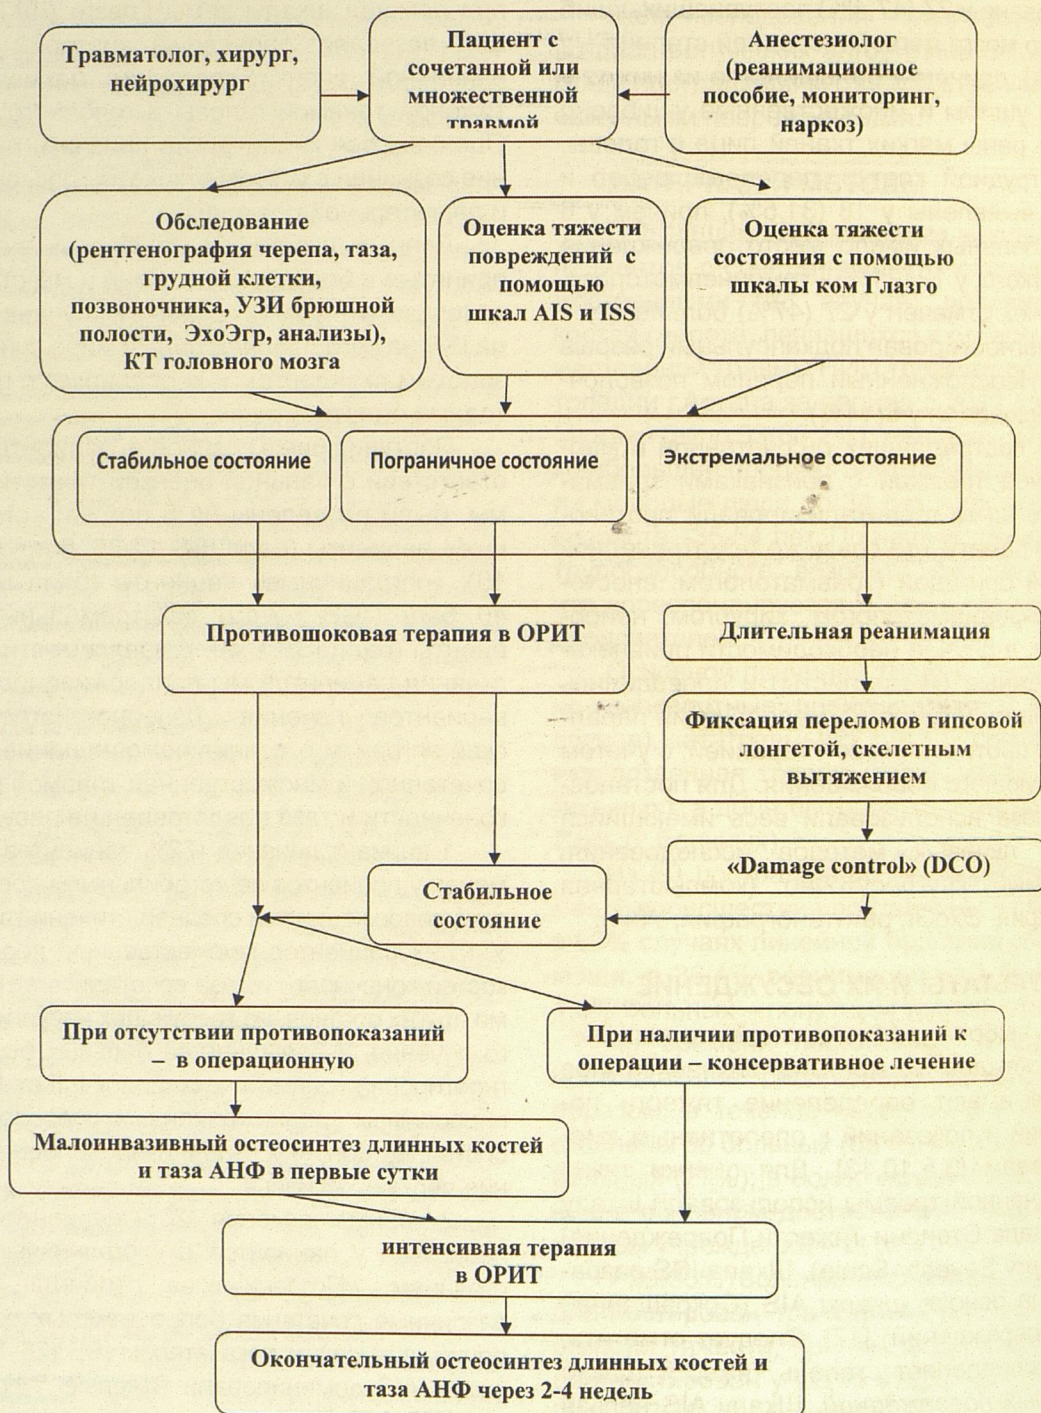 Травматолог, хирург,
нейрохирург
Пациент с
сочетанной или
множественной
травмой
Анестезиолог
(реанимационное
пособие, мониторинг,
наркоз)
Обследование
(рентгенография черепа, таза,
грудной клетки,
позвоночника, УЗИ брюшной
полости, ЭхоЭгр, анализы),
КТ головного мозга
Оценка тяжести
повреждений с
помощью
шкал AIS и ISS
Оценка тяжести
состояния с помощью
шкалы ком Глазго
Стабильное состояние
Пограничное состояние
Экстремальное состояние
Противошоковая терапия в ОРИТ
Длительная реанимация
Фиксация переломов гипсовой
лонгетой, скелетным
вытяжением
«Damage control» (DCO)
Стабильное
состояние
При отсутствии противопоказаний
– в операционную
При наличии противопоказаний к
операции – консервативное лечение
Малоинвазивный остеосинтез длинных костей
и таза АНФ в первые сутки
интенсивная терапия
в ОРИТ
Окончательный остеосинтез длинных костей и
таза АНФ через 2-4 недель